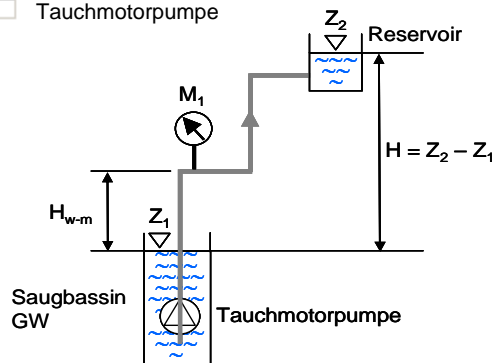 Tauchmotorpumpe
Z₂
Reservoir
M₁
H = Z₂ – Z₁
Hw-m
Z₁
Saugbassin
GW
Tauchmotorpumpe